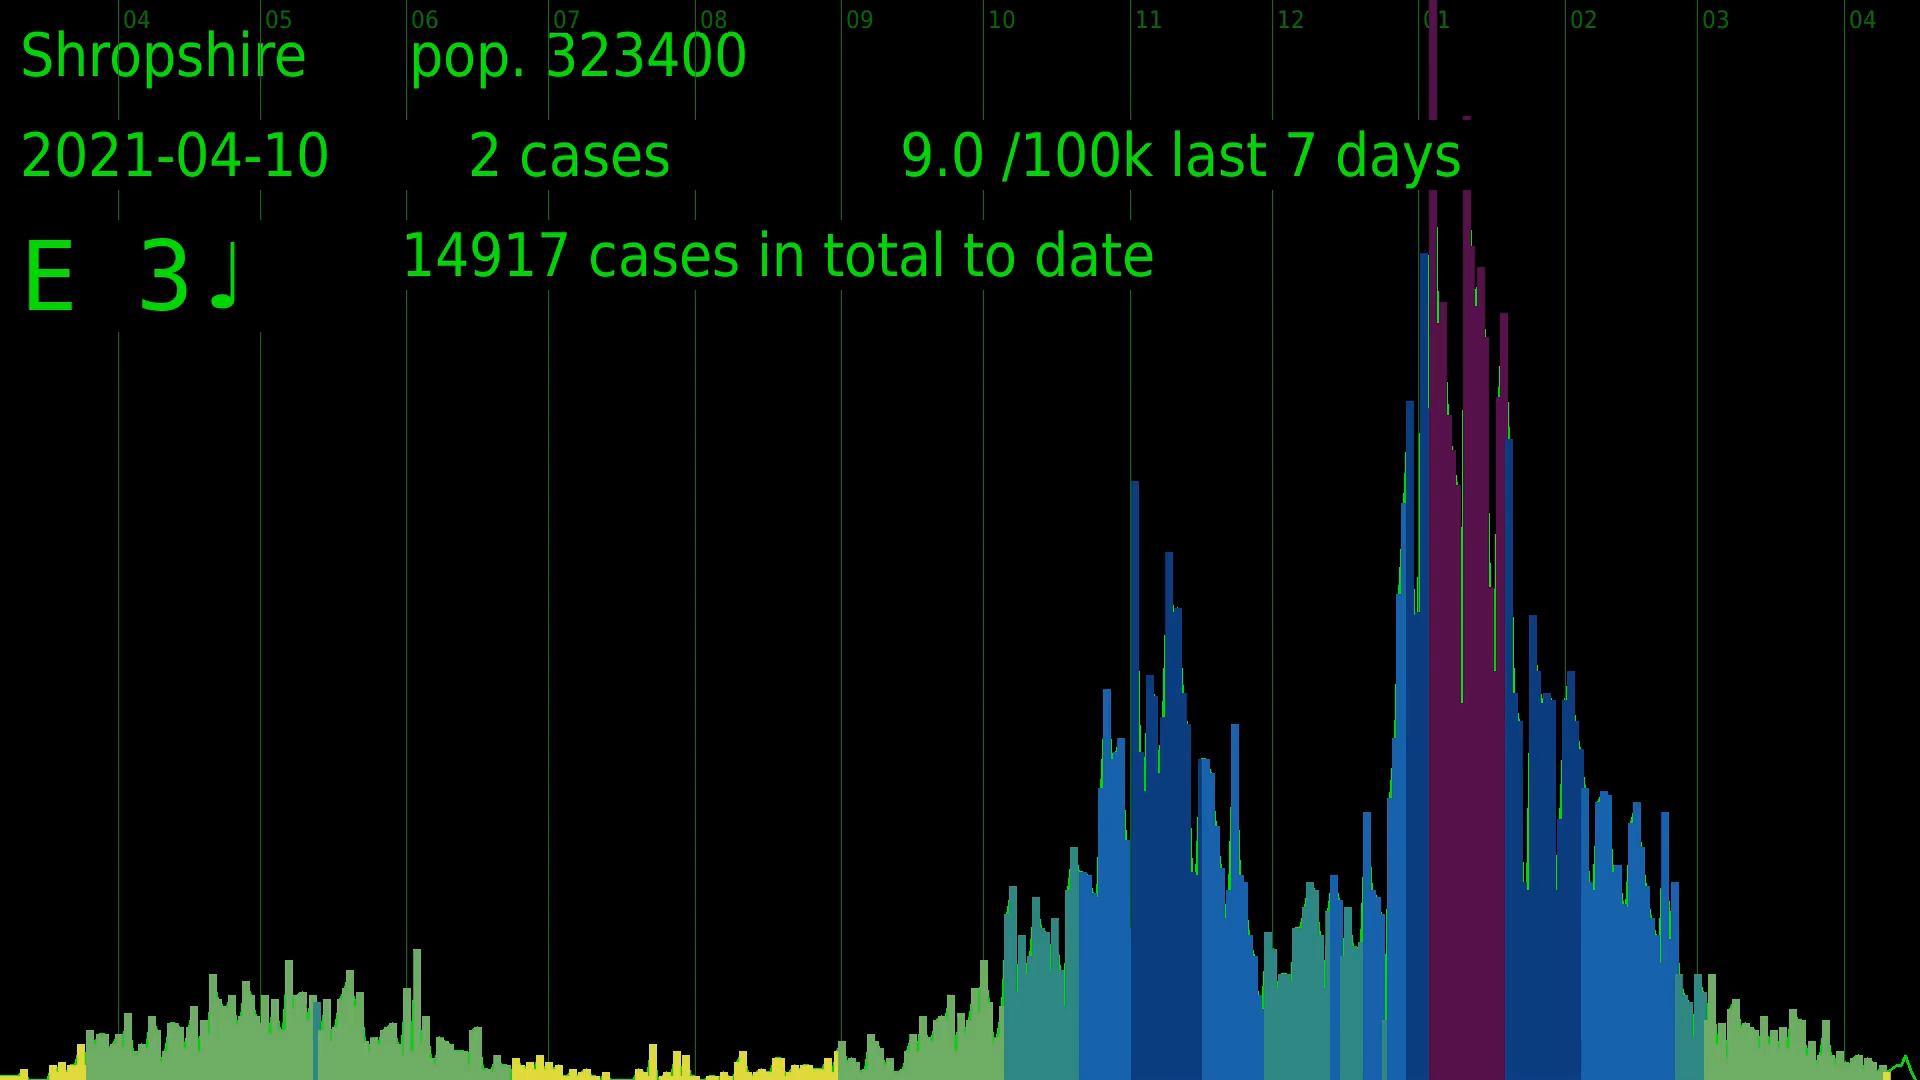 04 05 06 07 08 09 10 11 12 01 02 03 04
Shropshire pop. 323400
2021-04-10 2 cases 9.0 /100k last 7 days
E 3♩ 14917 cases in total to date